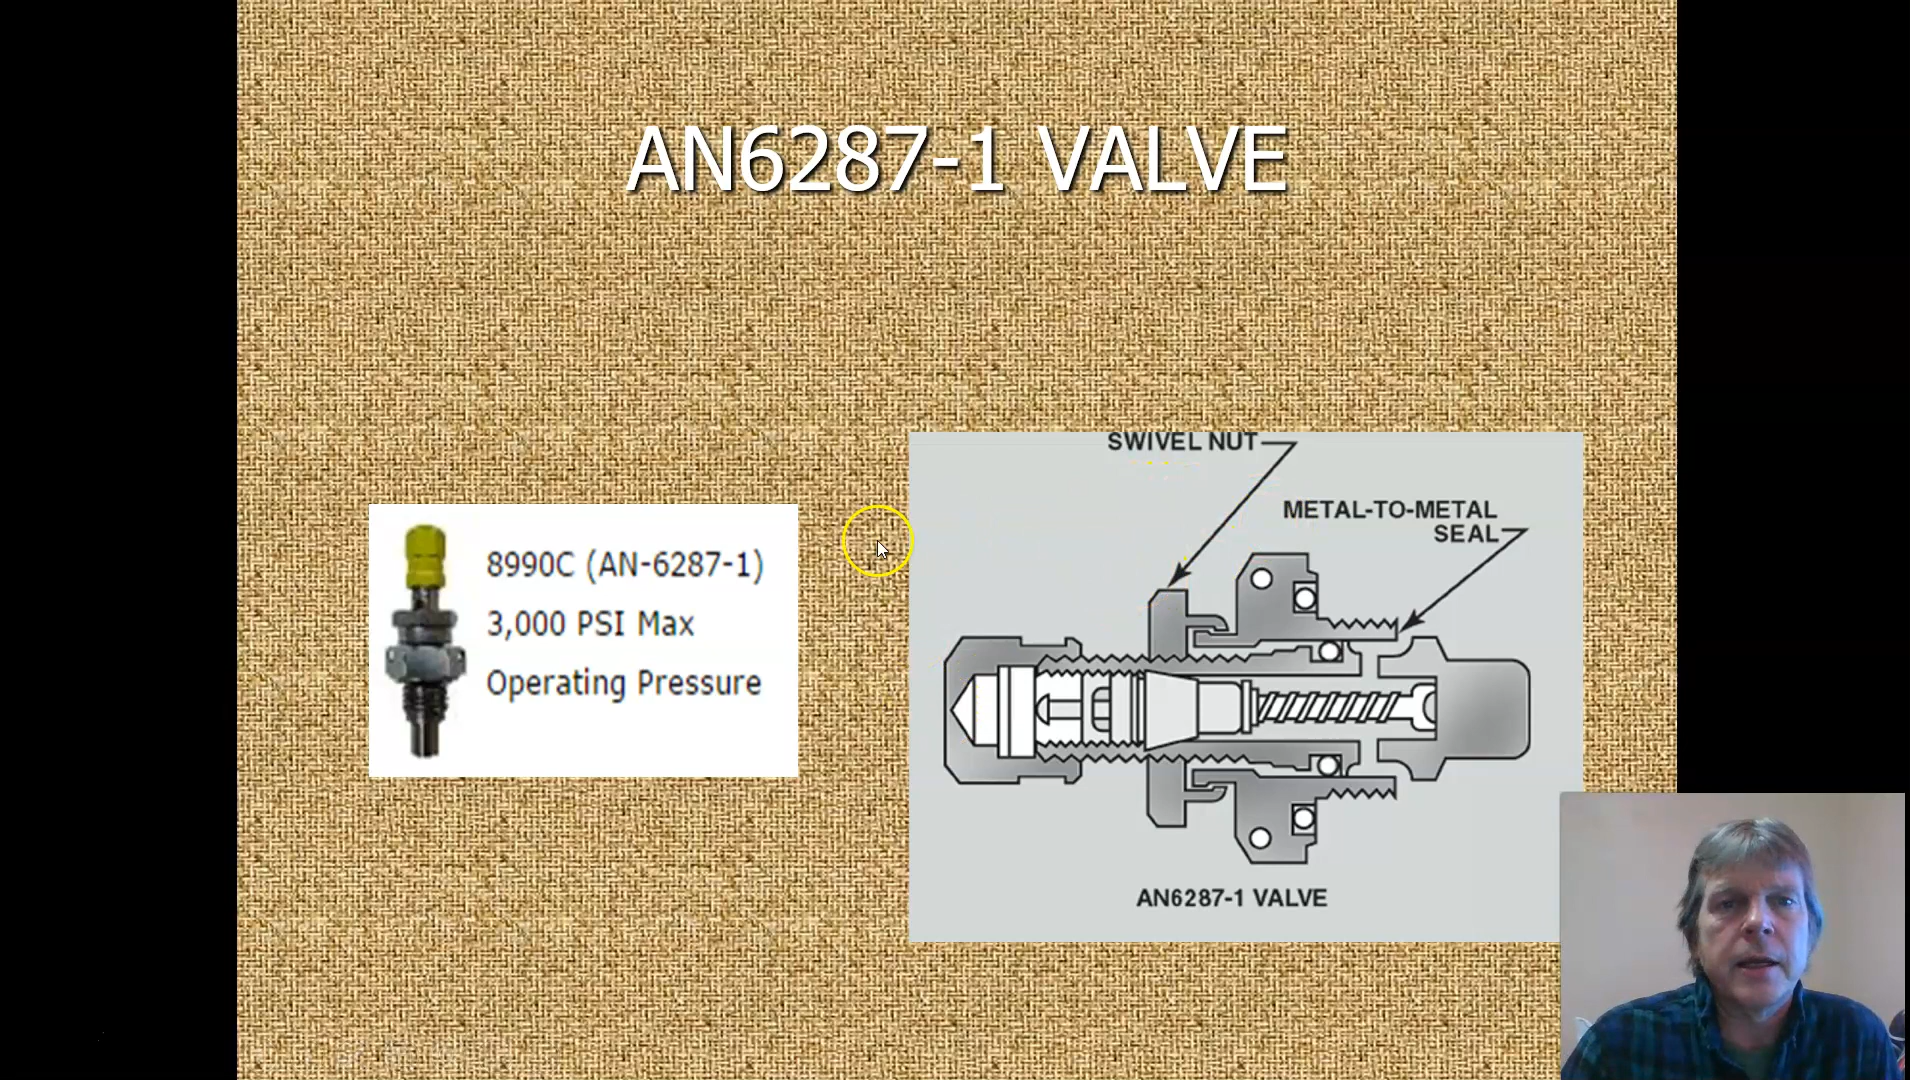 AN6287-1 VALVE
8990C (AN-6287-1)
3,000 PSI Max
Operating Pressure
SWIVEL NUT
METAL-TO-METAL
SEAL
AN6287-1 VALVE